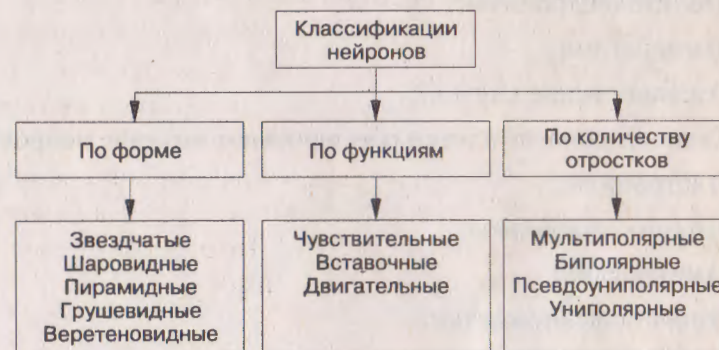 Классификации
нейронов
По форме
По функциям
По количеству
отростков
Звездчатые
Шаровидные
Пирамидные
Грушевидные
Веретеновидные
Чувствительные
Вставочные
Двигательные
Мультиполярные
Биполярные
Псевдоуниполярные
Униполярные